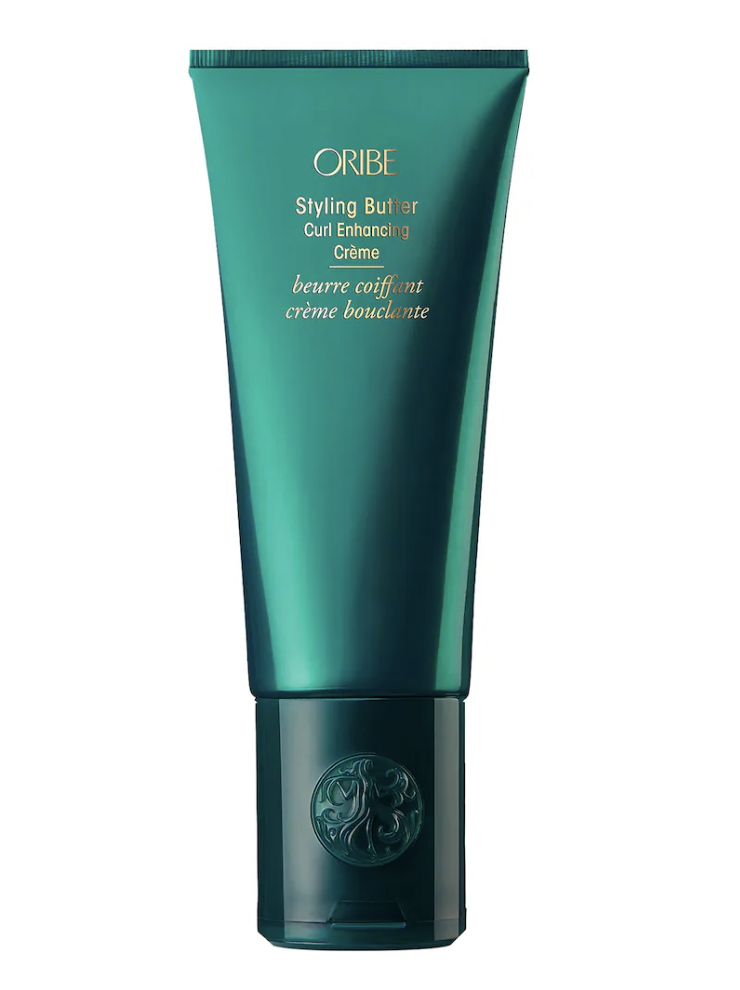 ORIBE
Styling Butter
Curl Enhancing
Crème
beurre coiffant
crème bouclante